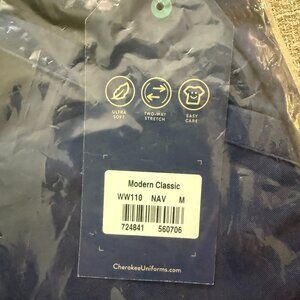 ULTRA SOFT
TWO-WAY STRETCH
EASY CARE
Modern Classic
WW110 NAV M
724841 560706
CherokeeUniforms.com